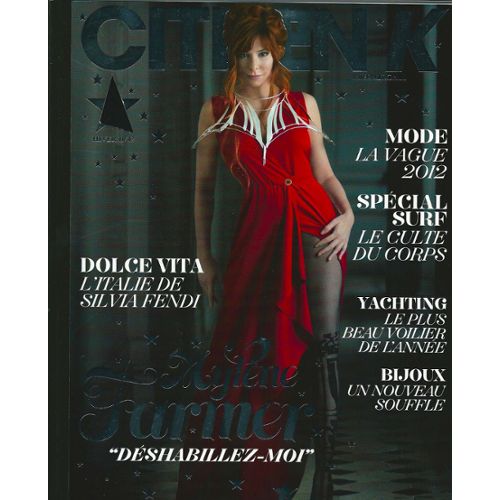 CITIZEN K
MODE
LA VAGUE
2012
SPÉCIAL
SURF
LE CULTE
DU CORPS
DOLCE VITA
L'ITALIE DE
SILVIA FENDI
YACHTING
LE PLUS
BEAU VOILIER
DE L'ANNÉE
BIJOUX
UN NOUVEAU
SOUFFLE
Mylène
Farmer
"DÉSHABILLEZ-MOI"